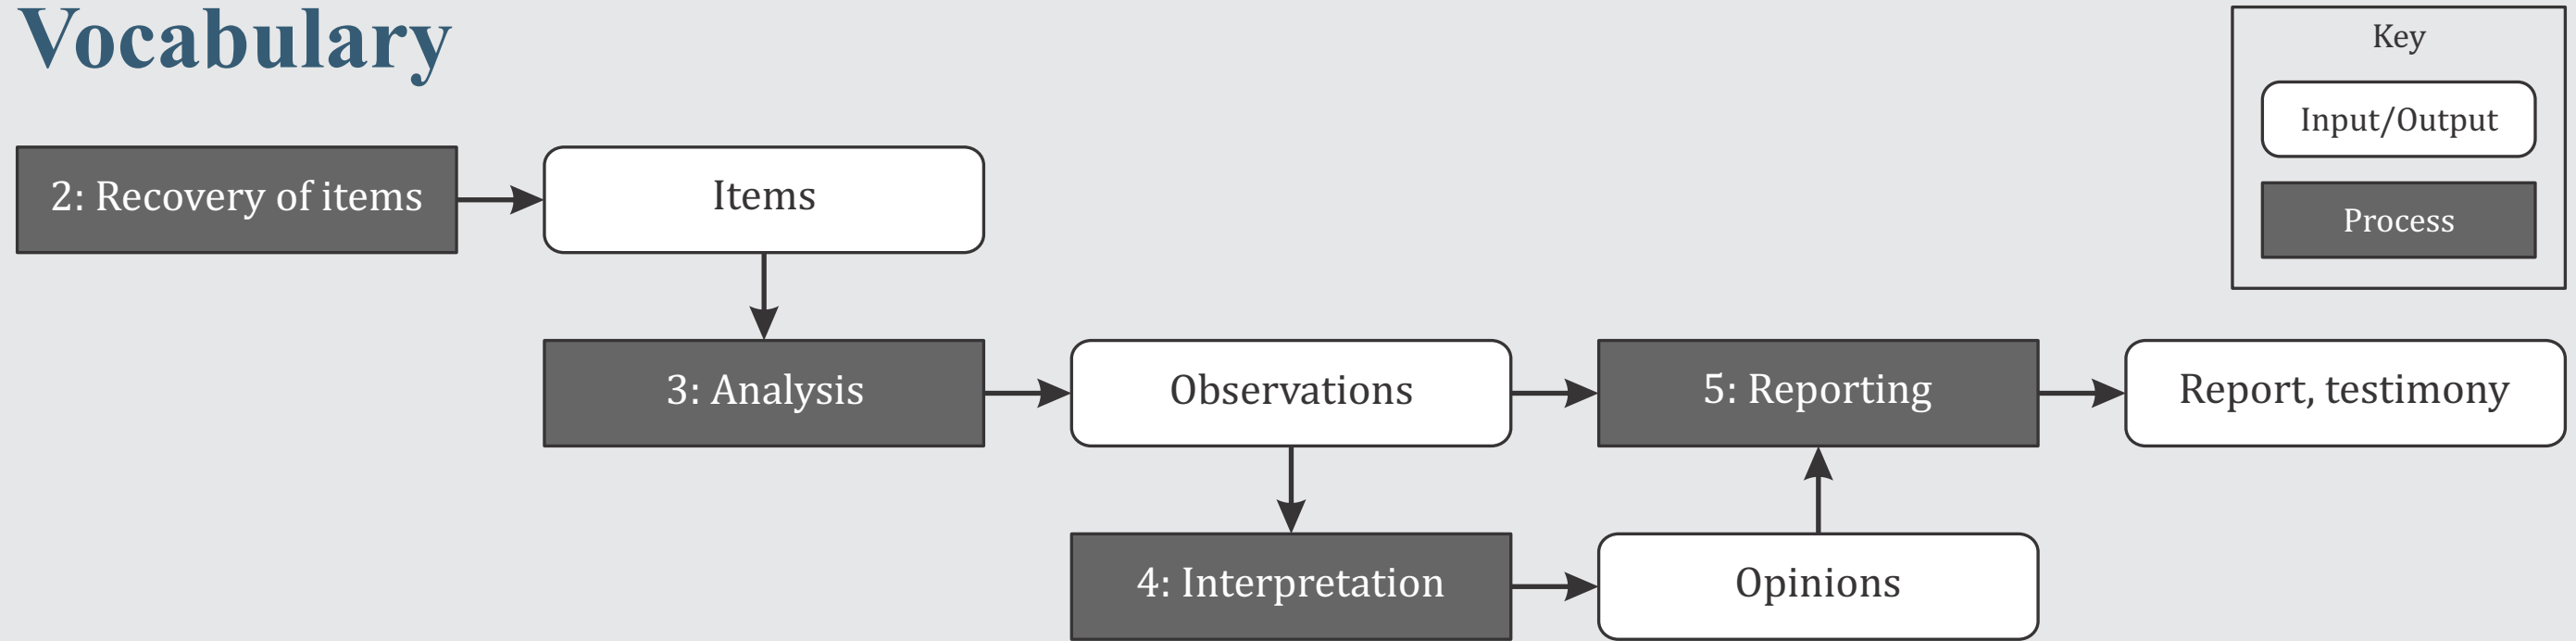 Vocabulary
Key
Input/Output
Process
2: Recovery of items
Items
3: Analysis
Observations
5: Reporting
Report, testimony
4: Interpretation
Opinions